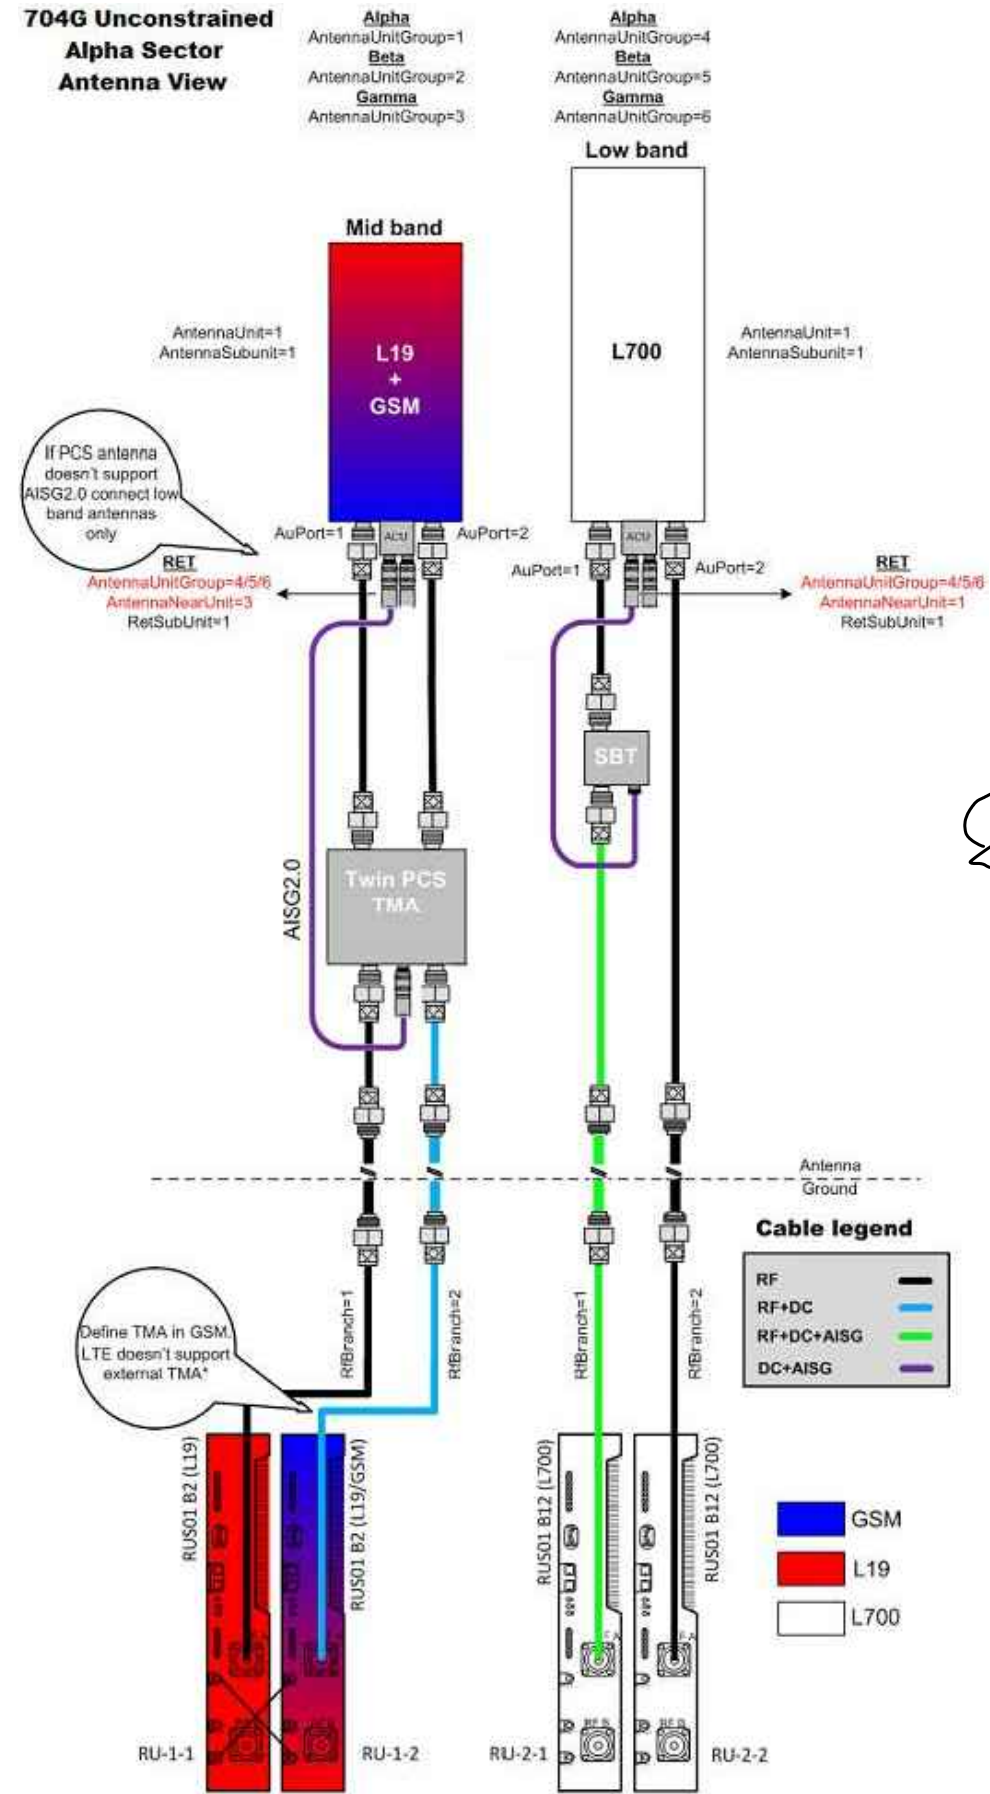 704G Unconstrained
Alpha Sector
Antenna View
Alpha
AntennaUnitGroup=1
Beta
AntennaUnitGroup=2
Gamma
AntennaUnitGroup=3
Alpha
AntennaUnitGroup=4
Beta
AntennaUnitGroup=5
Gamma
AntennaUnitGroup=6
Low band
Mid band
AntennaUnit=1
AntennaSubunit=1
L19
+
GSM
L700
AntennaUnit=1
AntennaSubunit=1
If PCS antenna
doesn't support
AISG2.0 connect low
band antennas
only
AuPort=1
ACU
AuPort=2
AuPort=1
ACU
AuPort=2
RET
AntennaUnitGroup=4/5/6
AntennaNearUnit=3
RetSubUnit=1
RET
AntennaUnitGroup=4/5/6
AntennaNearUnit=1
RetSubUnit=1
SBT
AISG2.0
Twin PCS
TMA
Antenna
Ground
Cable legend
RF
RF+DC
RF+DC+AISG
DC+AISG
Define TMA in GSM.
LTE doesn't support
external TMA*
RfBranch=1
RfBranch=2
RfBranch=1
RfBranch=2
RUS01 B2 (L19)
RUS01 B2 (L19/GSM)
RUS01 B12 (L700)
RUS01 B12 (L700)
GSM
L19
L700
RF B
RF B
RU-1-1
RU-1-2
RU-2-1
RU-2-2